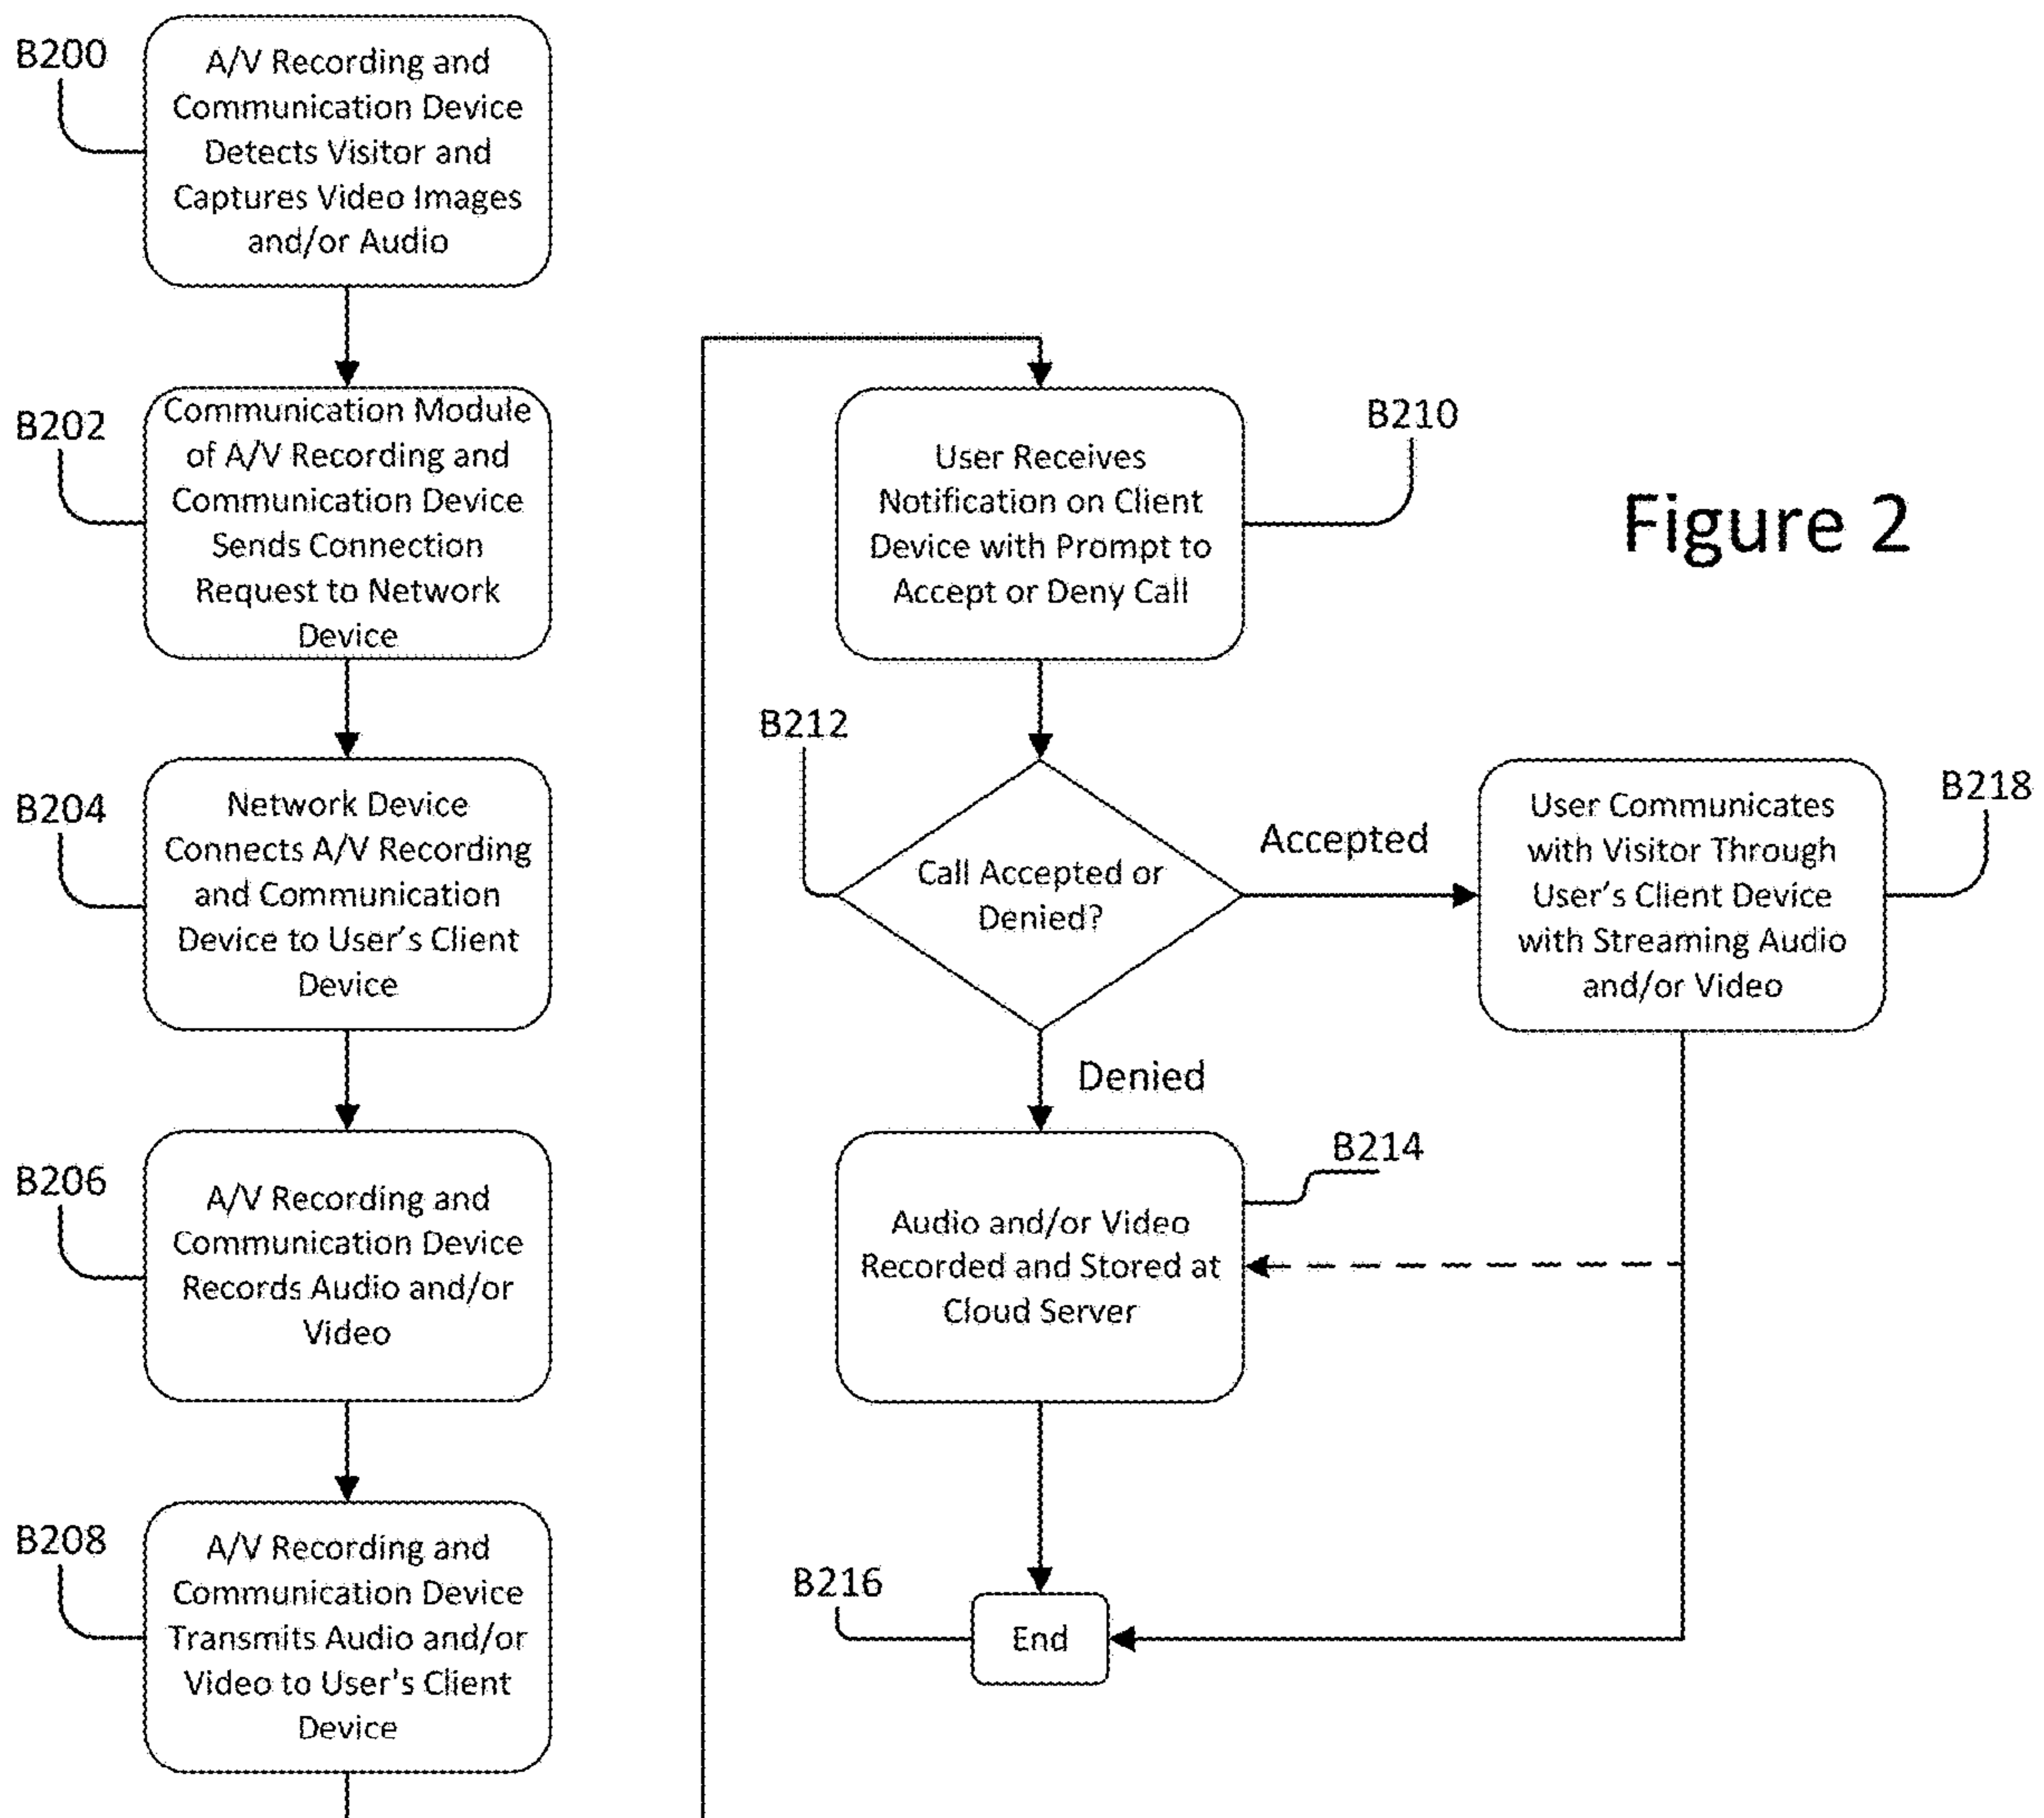 B200
A/V Recording and
Communication Device
Detects Visitor and
Captures Video Images
and/or Audio
B202
Communication Module
of A/V Recording and
Communication Device
Sends Connection
Request to Network
Device
B204
Network Device
Connects A/V Recording
and Communication
Device to User's Client
Device
B206
A/V Recording and
Communication Device
Records Audio and/or
Video
B208
A/V Recording and
Communication Device
Transmits Audio and/or
Video to User's Client
Device
B210
User Receives
Notification on Client
Device with Prompt to
Accept or Deny Call
Figure 2
B212
Call Accepted or
Denied?
Accepted
B218
User Communicates
with Visitor Through
User's Client Device
with Streaming Audio
and/or Video
Denied
B214
Audio and/or Video
Recorded and Stored at
Cloud Server
B216
End